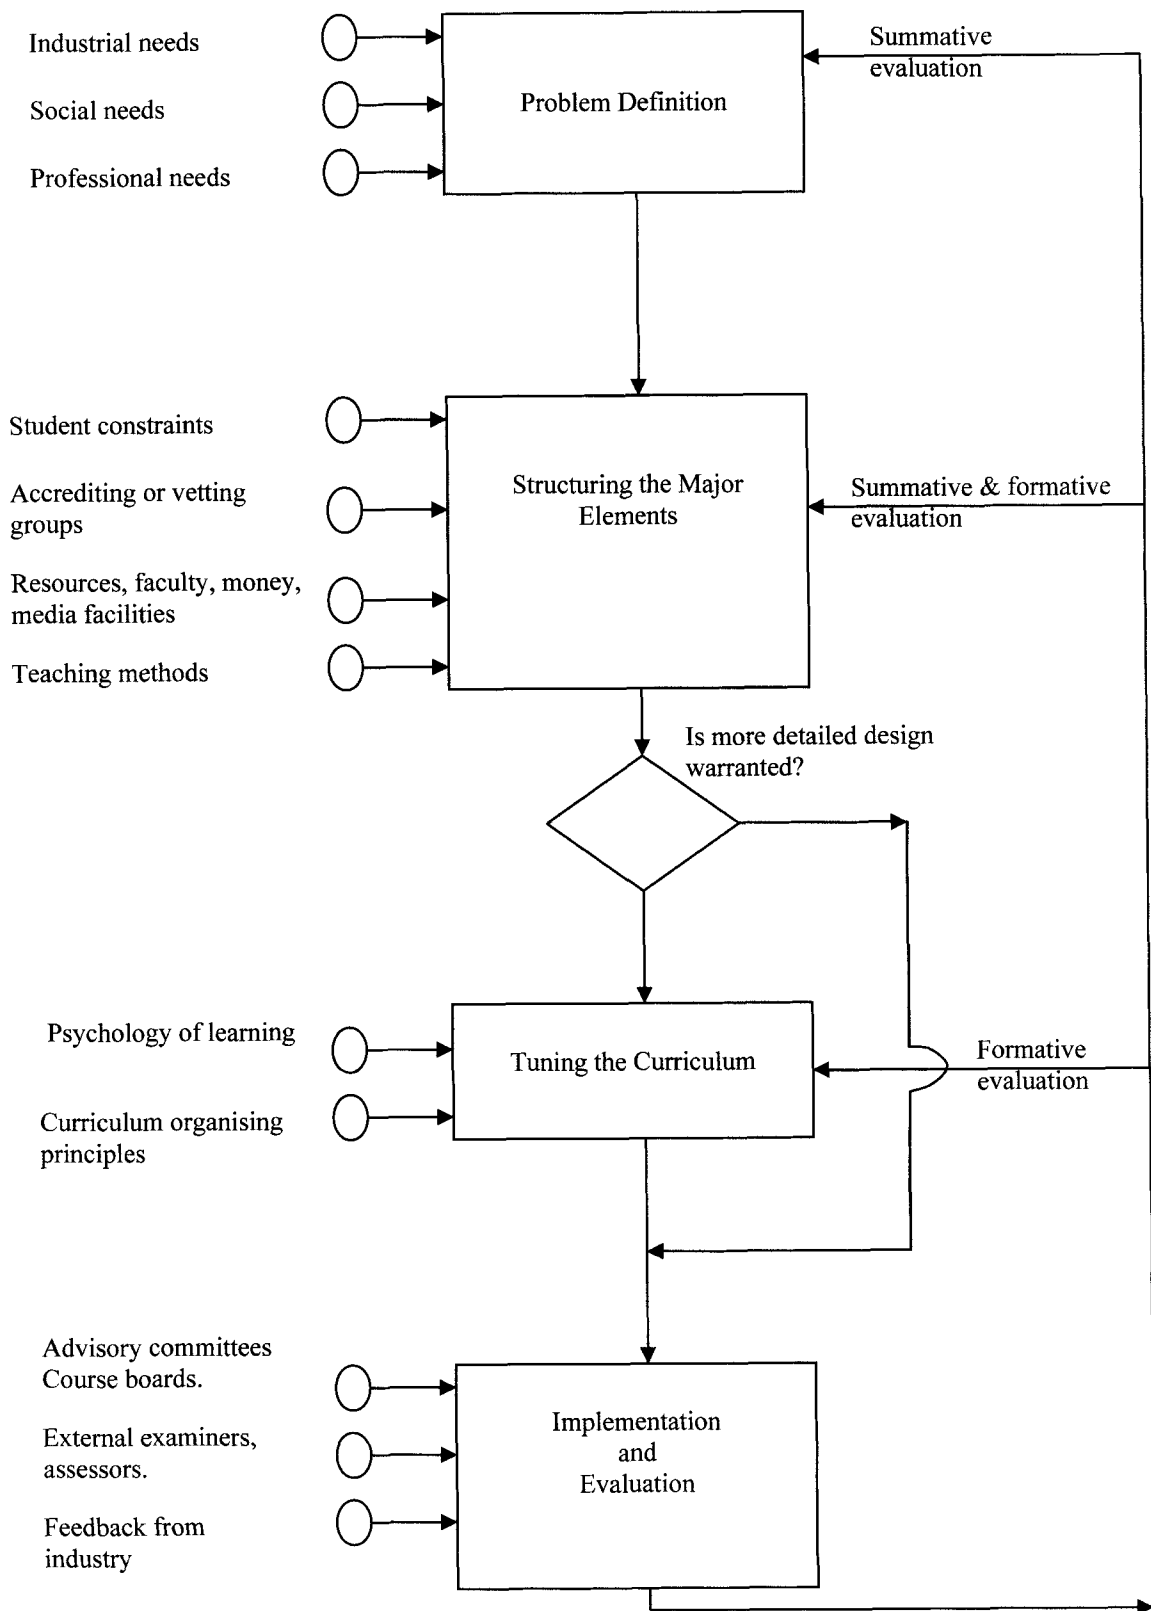 Industrial needs
Summative
evaluation
Social needs
Problem Definition
Professional needs
Student constraints
Accrediting or vetting
groups
Structuring the Major
Elements
Summative & formative
evaluation
Resources, faculty, money,
media facilities
Teaching methods
Is more detailed design
warranted?
Psychology of learning
Tuning the Curriculum
Formative
evaluation
Curriculum organising
principles
Advisory committees
Course boards.
External examiners,
assessors.
Implementation
and
Evaluation
Feedback from
industry